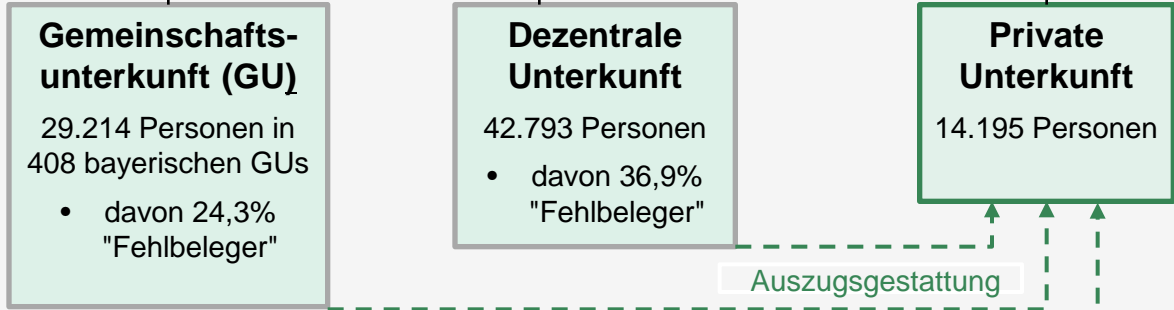 Gemeinschafts-
unterkunft (GU)
29.214 Personen in
408 bayerischen GUs
• davon 24,3%
"Fehlbeleger"
Dezentrale
Unterkunft
42.793 Personen
• davon 36,9%
"Fehlbeleger"
Private
Unterkunft
14.195 Personen
Auszugsgestattung